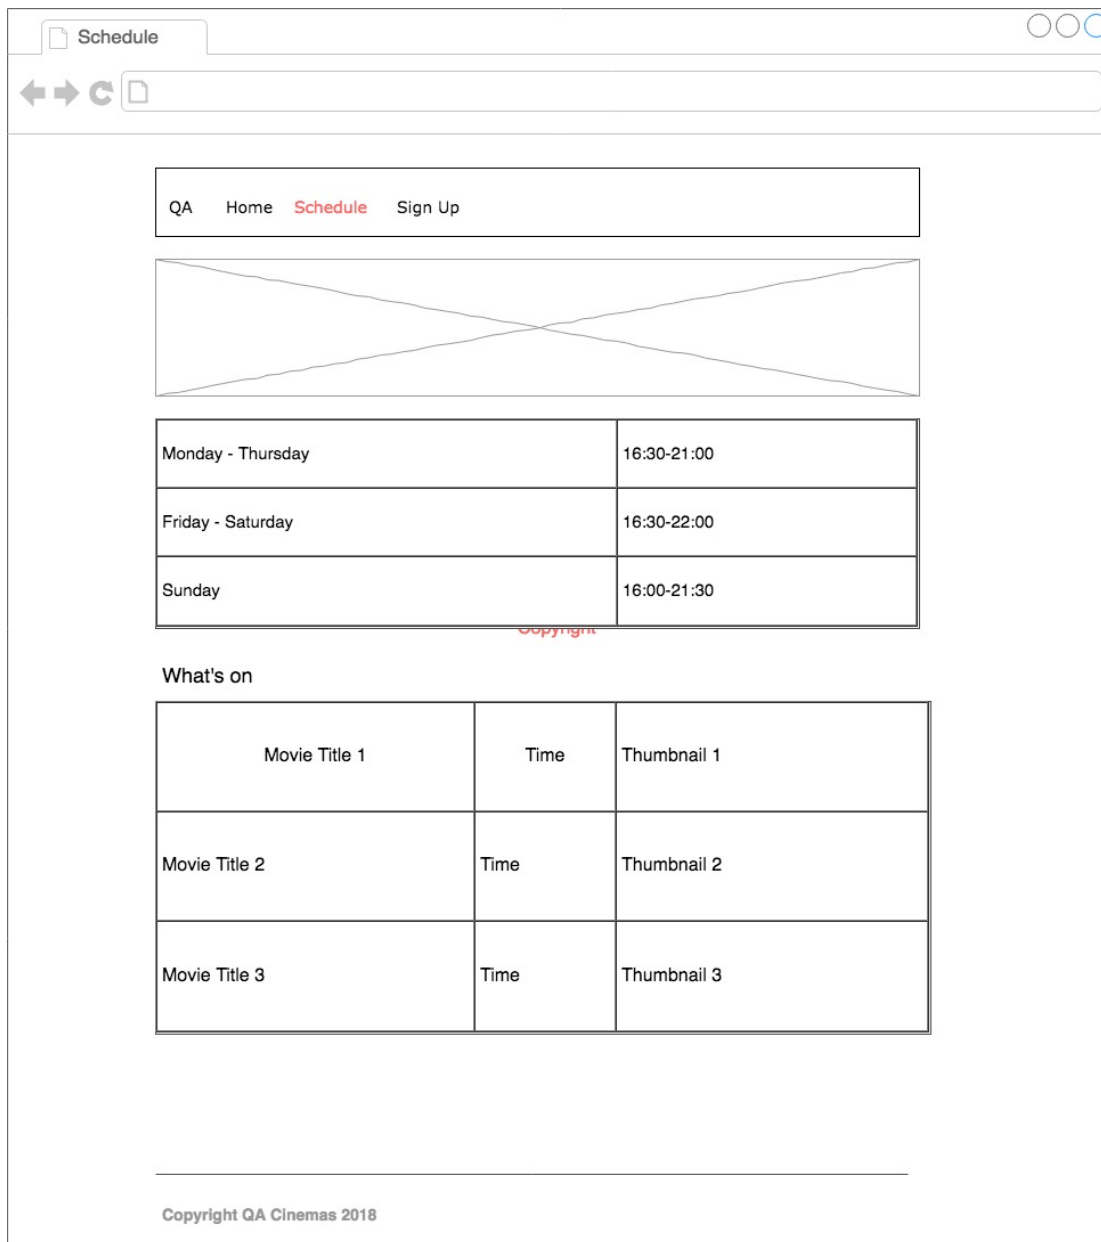 Schedule
QA Home Schedule Sign Up
Monday - Thursday 16:30-21:00
Friday - Saturday 16:30-22:00
Sunday 16:00-21:30
Copyright
What's on
Movie Title 1 Time Thumbnail 1
Movie Title 2 Time Thumbnail 2
Movie Title 3 Time Thumbnail 3
Copyright QA Cinemas 2018